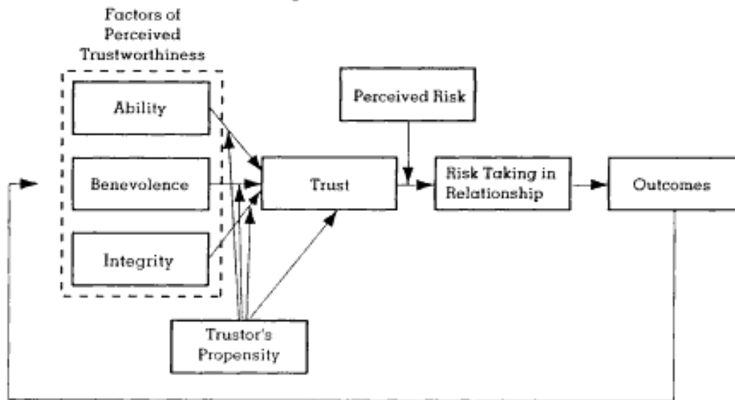 Factors of
Perceived
Trustworthiness
Ability
Perceived Risk
Benevolence
Trust
Risk Taking in
Relationship
Outcomes
Integrity
Trustor's
Propensity